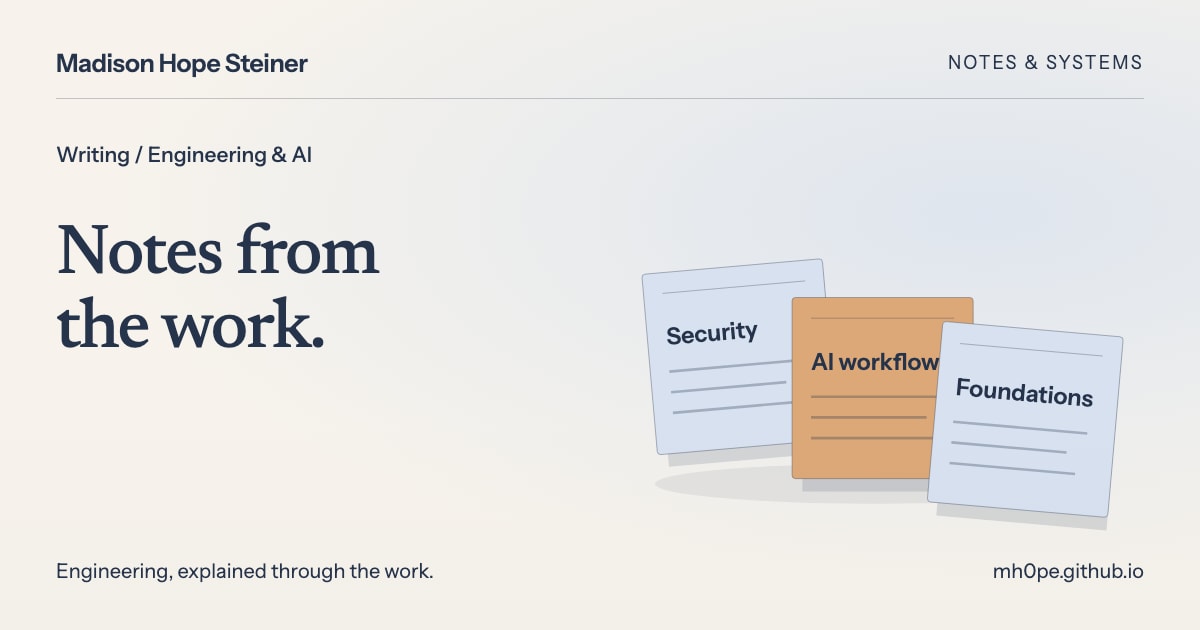 Madison Hope Steiner
NOTES & SYSTEMS
Writing / Engineering & AI
Notes from
the work.
Security
AI workflow
Foundations
Engineering, explained through the work.
mh0pe.github.io